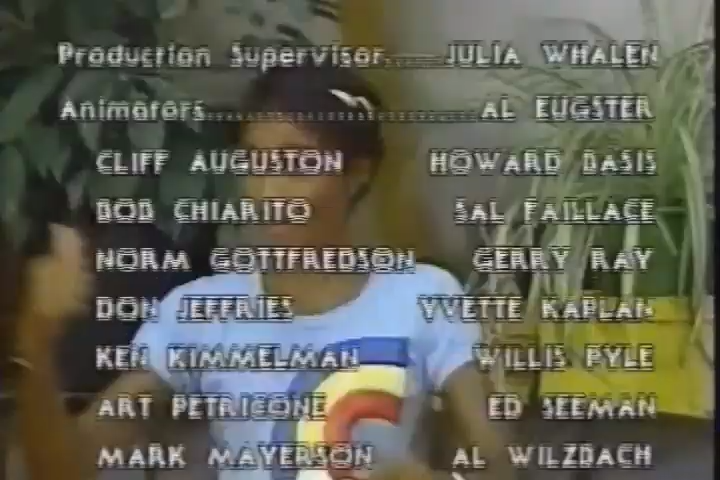 Production Supervisor.....JULIA WHALEN
Animators..............................AL EUGSTER
CLIFF AUGUSTON HOWARD BASIS
BOB CHIARITO SAL FAILLACE
NORM GOTTFREDSON GERRY RAY
DON JEFFRIES YVETTE KAPLAN
KEN KIMMELMAN WILLIS PYLE
ART PETRICONE ED SEEMAN
MARK MAYERSON AL WILZBACH